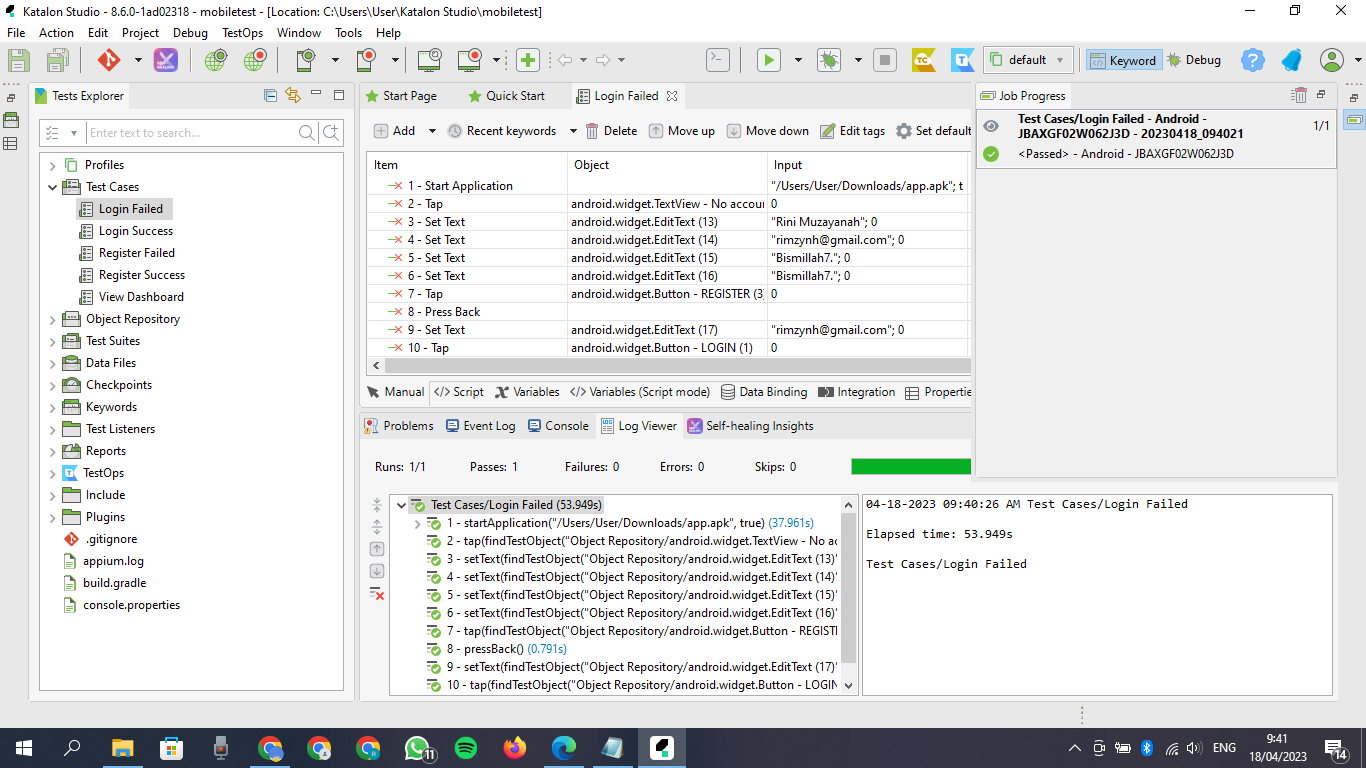 Katalon Studio - 8.6.0-1ad02318 - mobiletest - [Location: C:\Users\User\Katalon Studio\mobiletest]
File Action Edit Project Debug TestOps Window Tools Help
TC T default Keyword Debug
Tests Explorer
Enter text to search...
Profiles
Test Cases
Login Failed
Login Success
Register Failed
Register Success
View Dashboard
Object Repository
Test Suites
Data Files
Checkpoints
Keywords
Test Listeners
Reports
TestOps
Include
Plugins
.gitignore
appium.log
build.gradle
console.properties
Start Page Quick Start Login Failed
Add Recent keywords Delete Move up Move down Edit tags Set default
Item Object Input
1 - Start Application "/Users/User/Downloads/app.apk"; t
2 - Tap android.widget.TextView - No accou 0
3 - Set Text android.widget.EditText (13) "Rini Muzayanah"; 0
4 - Set Text android.widget.EditText (14) "rimzynh@gmail.com"; 0
5 - Set Text android.widget.EditText (15) "Bismillah7."; 0
6 - Set Text android.widget.EditText (16) "Bismillah7."; 0
7 - Tap android.widget.Button - REGISTER (3) 0
8 - Press Back
9 - Set Text android.widget.EditText (17) "rimzynh@gmail.com"; 0
10 - Tap android.widget.Button - LOGIN (1) 0
Manual Script Variables Variables (Script mode) Data Binding Integration Propertie
Job Progress
Test Cases/Login Failed - Android -
JBAXGF02W062J3D - 20230418_094021 1/1
<Passed> - Android - JBAXGF02W062J3D
Problems Event Log Console Log Viewer Self-healing Insights
Runs: 1/1 Passes: 1 Failures: 0 Errors: 0 Skips: 0
Test Cases/Login Failed (53.949s)
1 - startApplication("/Users/User/Downloads/app.apk", true) (37.961s)
2 - tap(findTestObject("Object Repository/android.widget.TextView - No ac
3 - setText(findTestObject("Object Repository/android.widget.EditText (13)"
4 - setText(findTestObject("Object Repository/android.widget.EditText (14)"
5 - setText(findTestObject("Object Repository/android.widget.EditText (15)"
6 - setText(findTestObject("Object Repository/android.widget.EditText (16)"
7 - tap(findTestObject("Object Repository/android.widget.Button - REGIST
8 - pressBack() (0.791s)
9 - setText(findTestObject("Object Repository/android.widget.EditText (17)"
10 - tap(findTestObject("Object Repository/android.widget.Button - LOGIN
04-18-2023 09:40:26 AM Test Cases/Login Failed
Elapsed time: 53.949s
Test Cases/Login Failed
11
ENG
9:41
18/04/2023
14